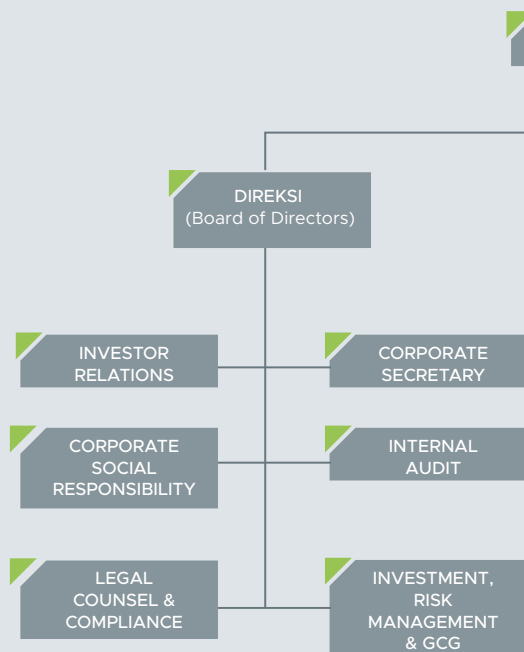 DIREKSI
(Board of Directors)
INVESTOR
RELATIONS
CORPORATE
SECRETARY
CORPORATE
SOCIAL
RESPONSIBILITY
INTERNAL
AUDIT
LEGAL
COUNSEL &
COMPLIANCE
INVESTMENT,
RISK
MANAGEMENT
& GCG